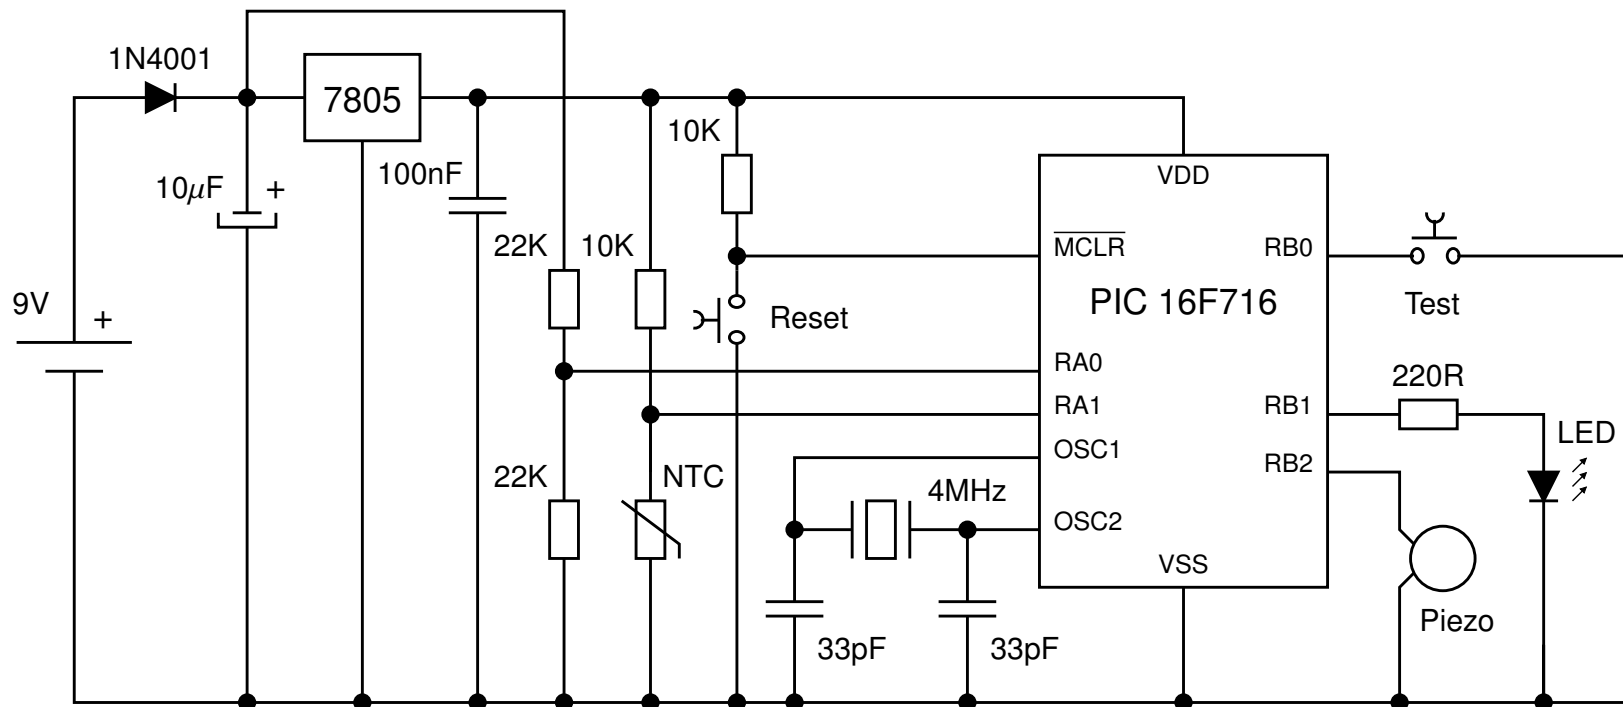 1N4001
7805
10K
VDD
10μF
+
100nF
22K
10K
MCLR
RB0
9V
+
PIC 16F716
Reset
Test
RA0
220R
RA1
RB1
LED
OSC1
RB2
22K
NTC
4MHz
OSC2
VSS
Piezo
33pF
33pF